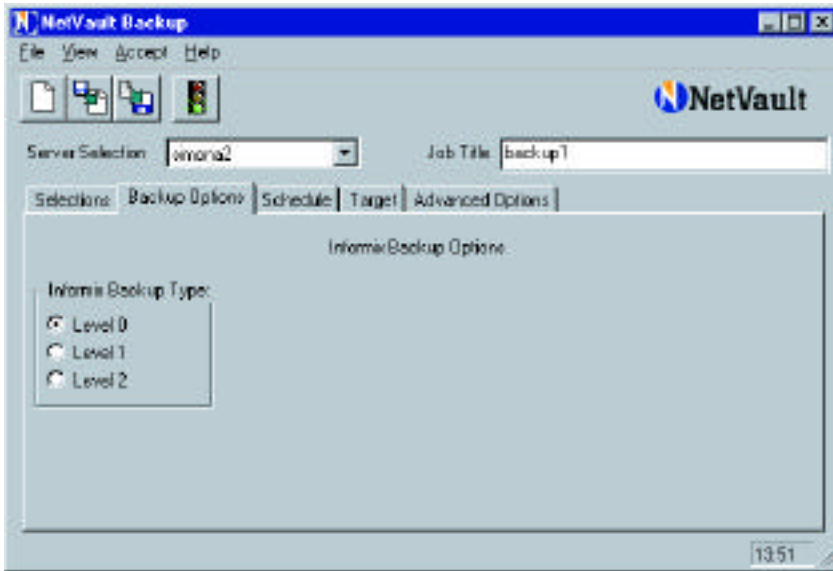 NetVault Backup
File View Accept Help
NetVault
Server Selection simona2 Job Title backup1
Selections Backup Options Schedule Target Advanced Options
Informix Backup Options
Informix Backup Type:
Level 0
Level 1
Level 2
13:51